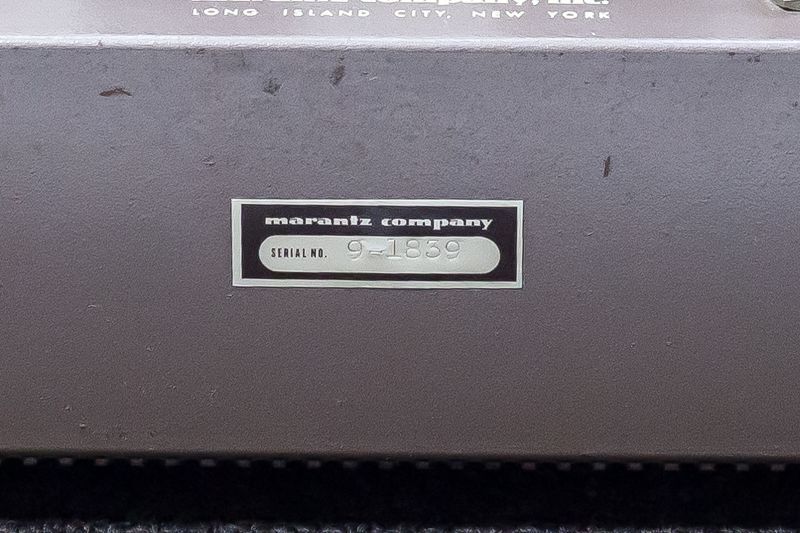 LONG ISLAND CITY, NEW YORK
marantz company
SERIAL NO. 9-1839